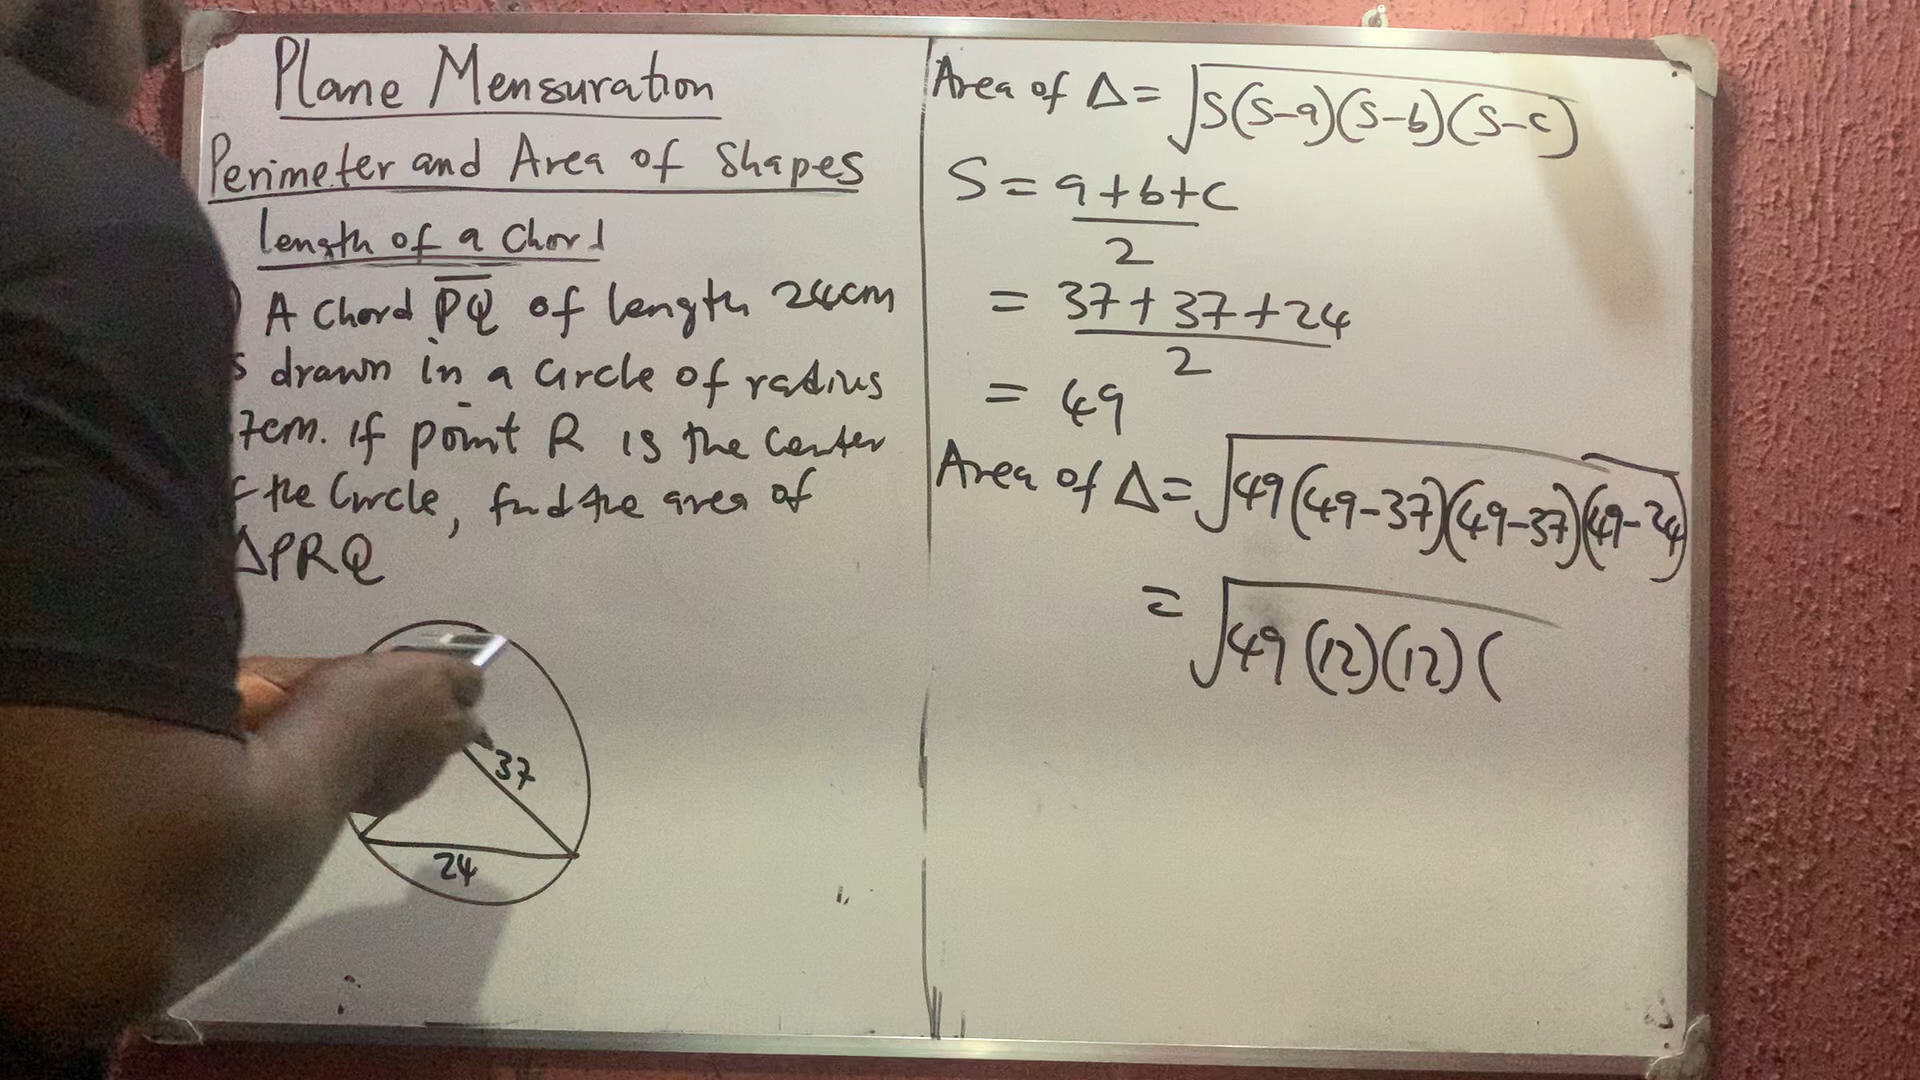 Plane Mensuration
Perimeter and Area of Shapes
length of a Chord
) A Chord PQ of length 24cm
s drawn in a Circle of radius
7cm. If point R is the Center
f the Circle, find the area of
ΔPRQ
37
24
Area of Δ = √S(S-a)(S-b)(S-c)
S = a+b+c
2
= 37+37+24
2
= 49
Area of Δ = √49(49-37)(49-37)(49-24)
= √49(12)(12)(